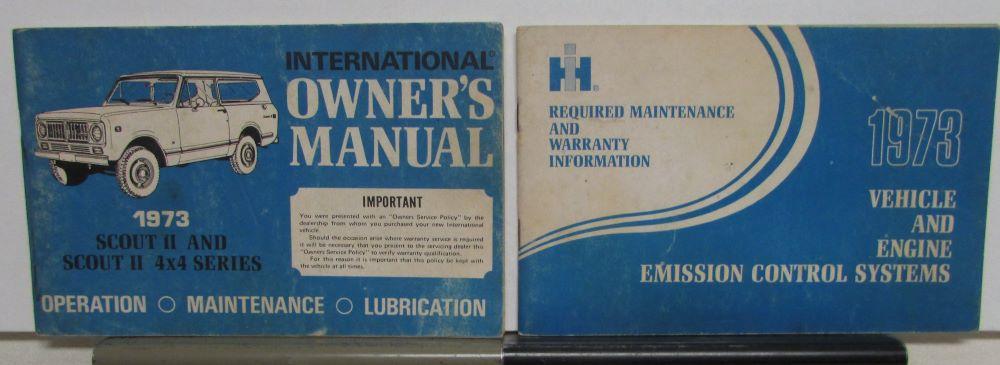 INTERNATIONAL®
OWNER'S
MANUAL
1973
SCOUT II AND
SCOUT II 4x4 SERIES
IMPORTANT
You were presented with an "Owners Service Policy" by the
dealership from whom you purchased your new International
vehicle.
Should the occasion arise where warranty service is required
it will be necessary that you present to the servicing dealer this
"Owners Service Policy" to verify warranty qualification.
For this reason it is important that this policy be kept with
the vehicle at all times.
OPERATION ○ MAINTENANCE ○ LUBRICATION
IH®
REQUIRED MAINTENANCE
AND
WARRANTY
INFORMATION
1973
VEHICLE
AND
ENGINE
EMISSION CONTROL SYSTEMS